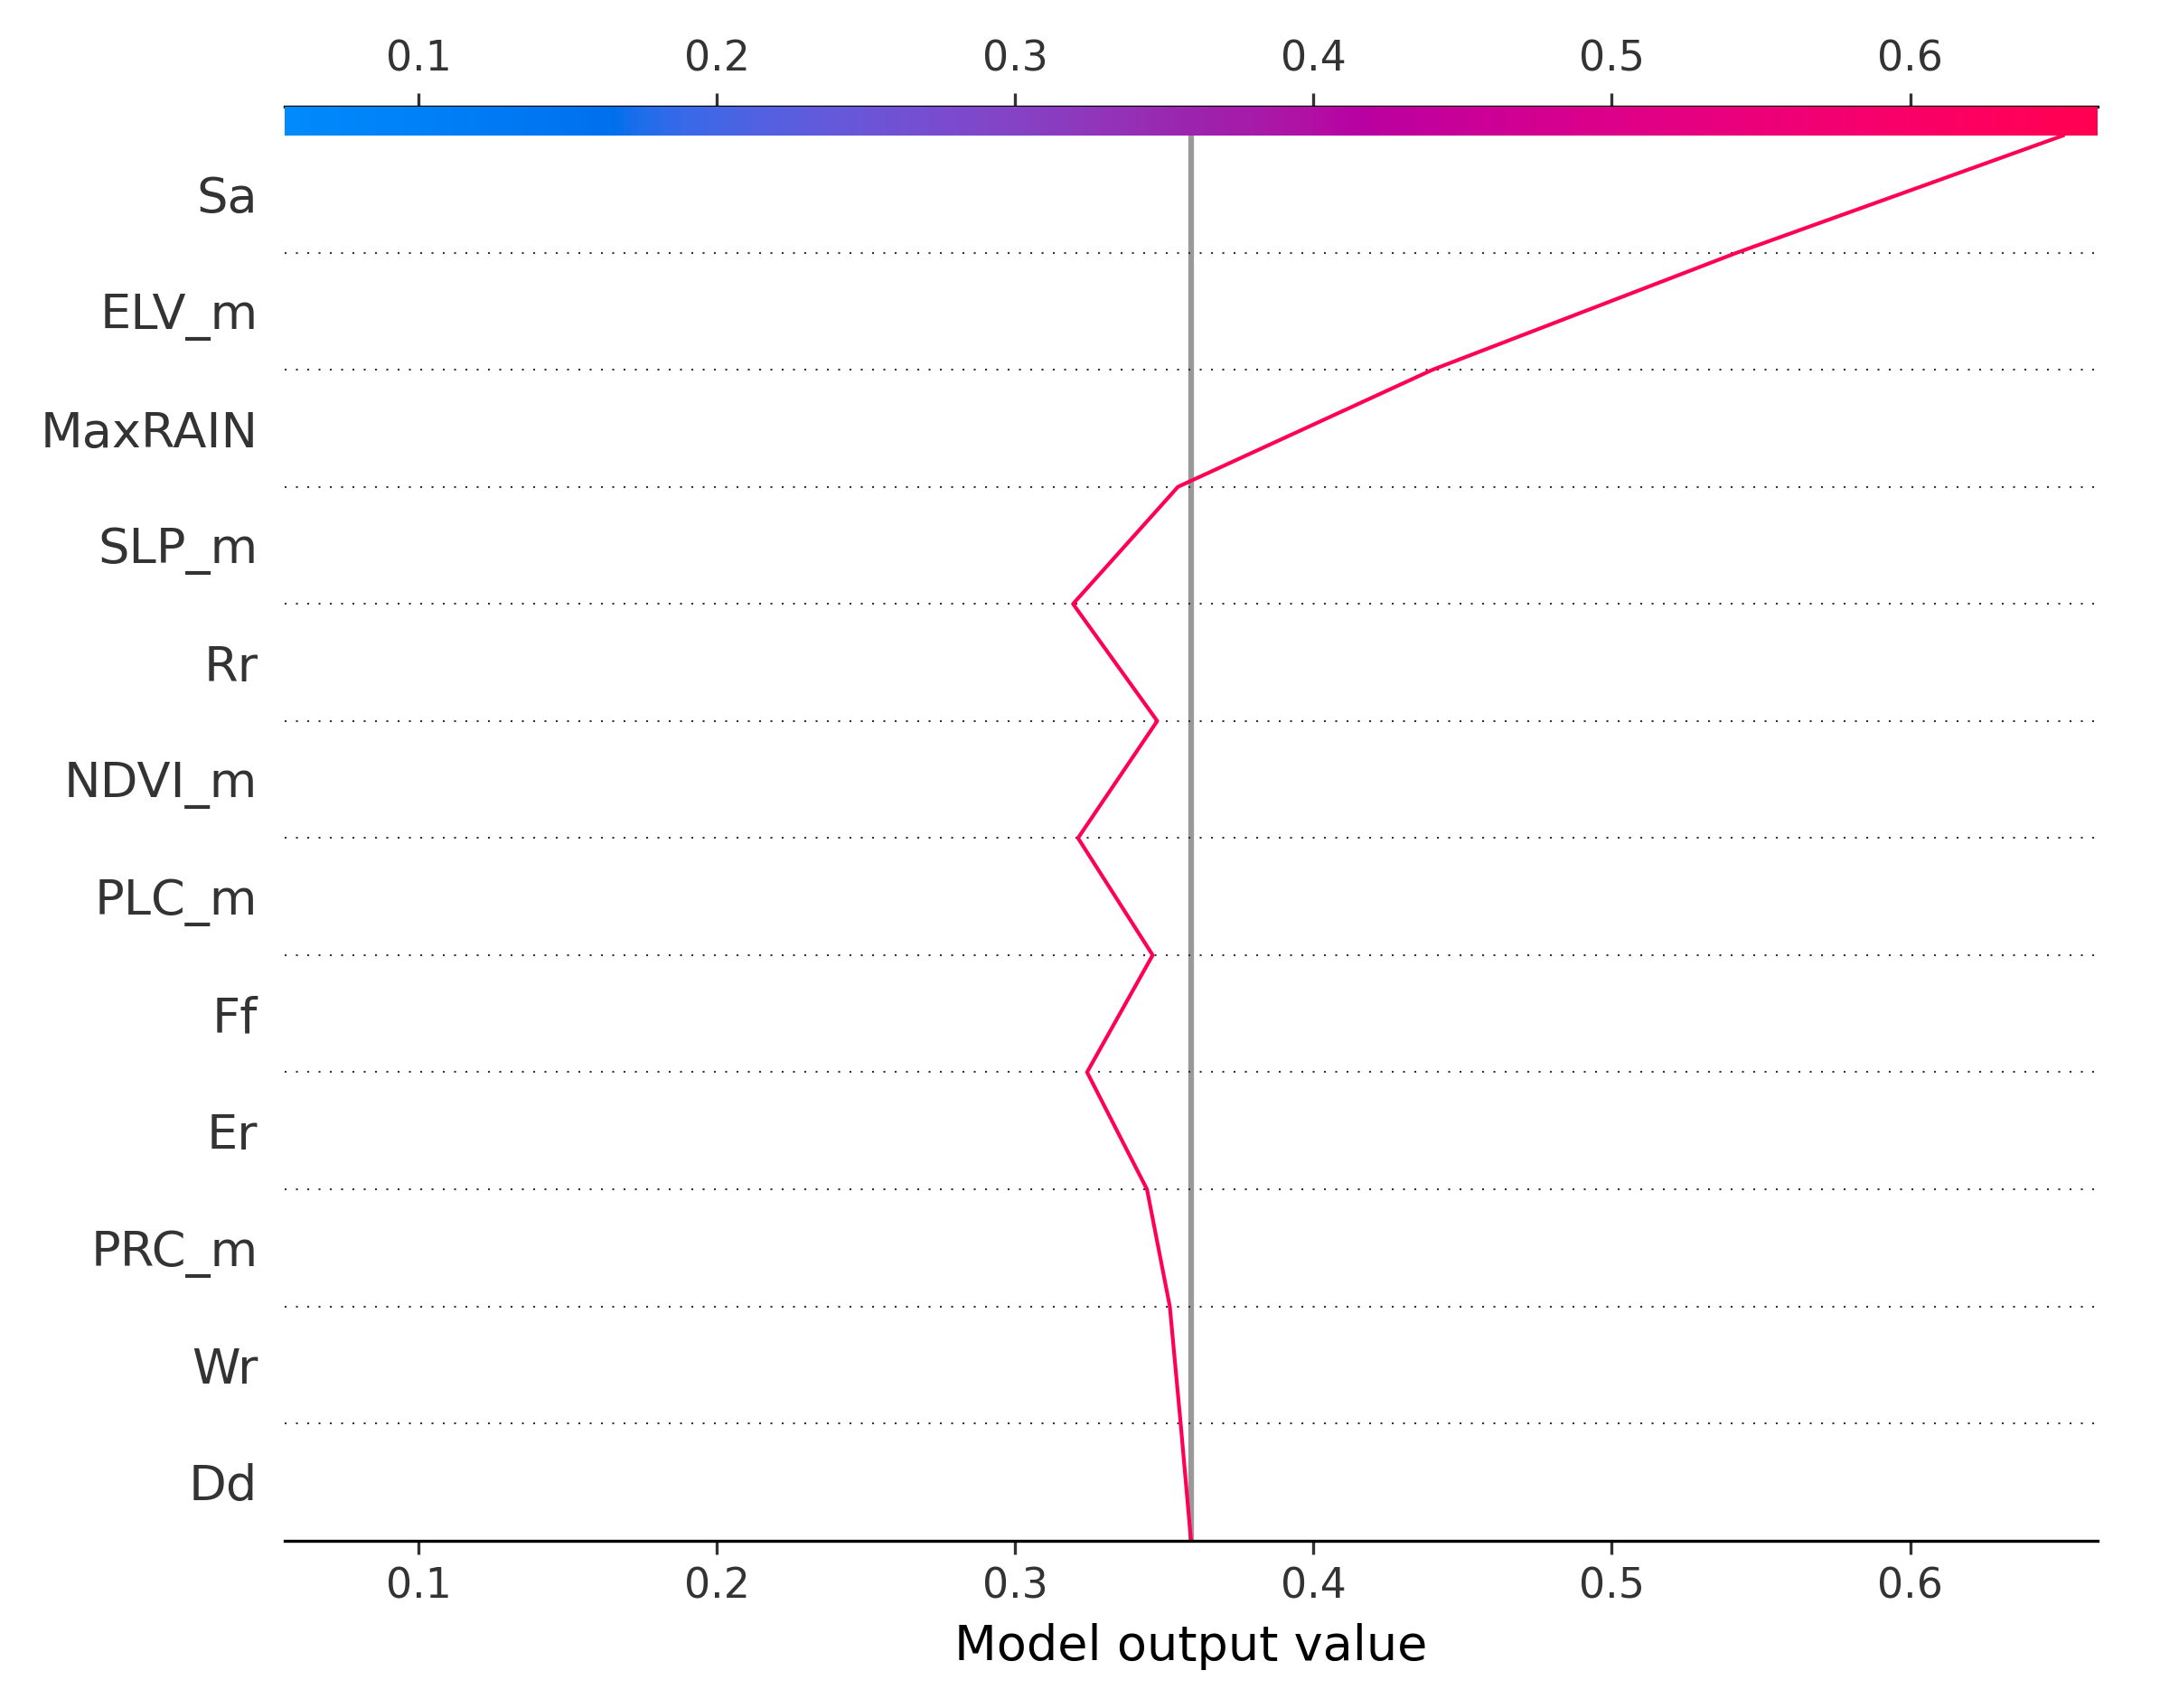 0.1 0.2 0.3 0.4 0.5 0.6
Sa
ELV_m
MaxRAIN
SLP_m
Rr
NDVI_m
PLC_m
Ff
Er
PRC_m
Wr
Dd
0.1 0.2 0.3 0.4 0.5 0.6
Model output value